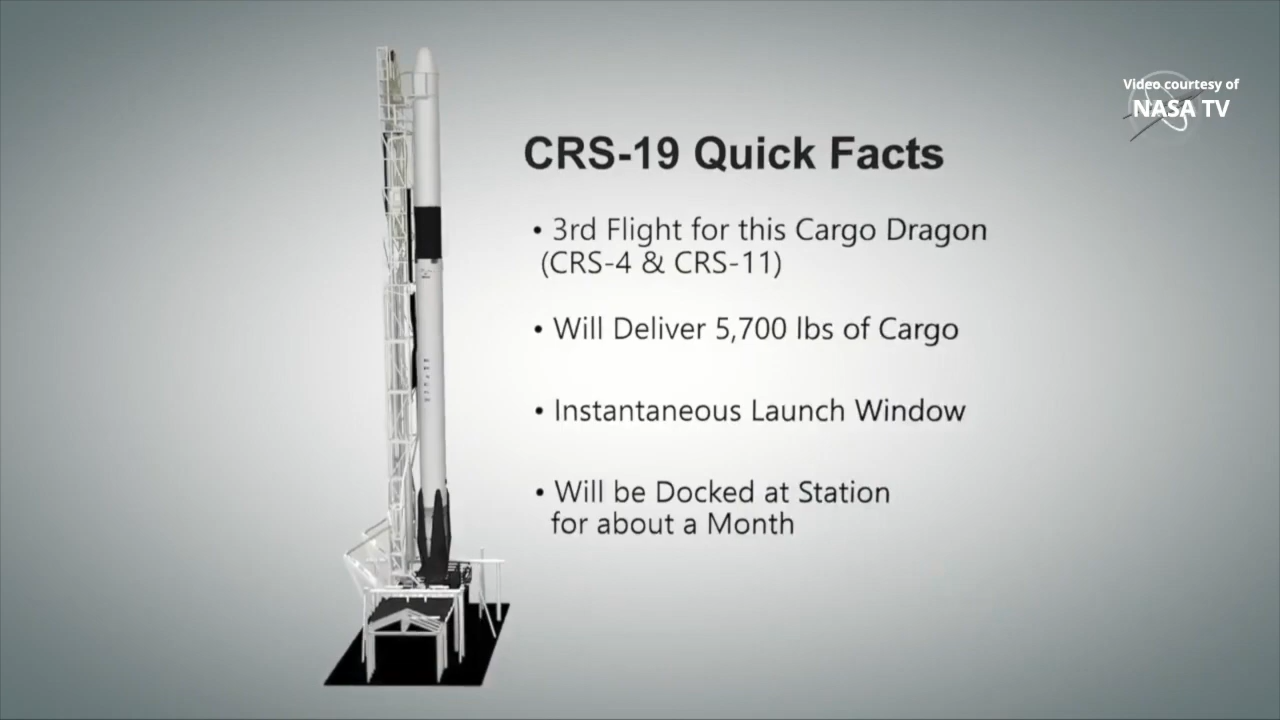 Video courtesy of
NASA TV
CRS-19 Quick Facts
• 3rd Flight for this Cargo Dragon
(CRS-4 & CRS-11)
• Will Deliver 5,700 lbs of Cargo
• Instantaneous Launch Window
• Will be Docked at Station
for about a Month